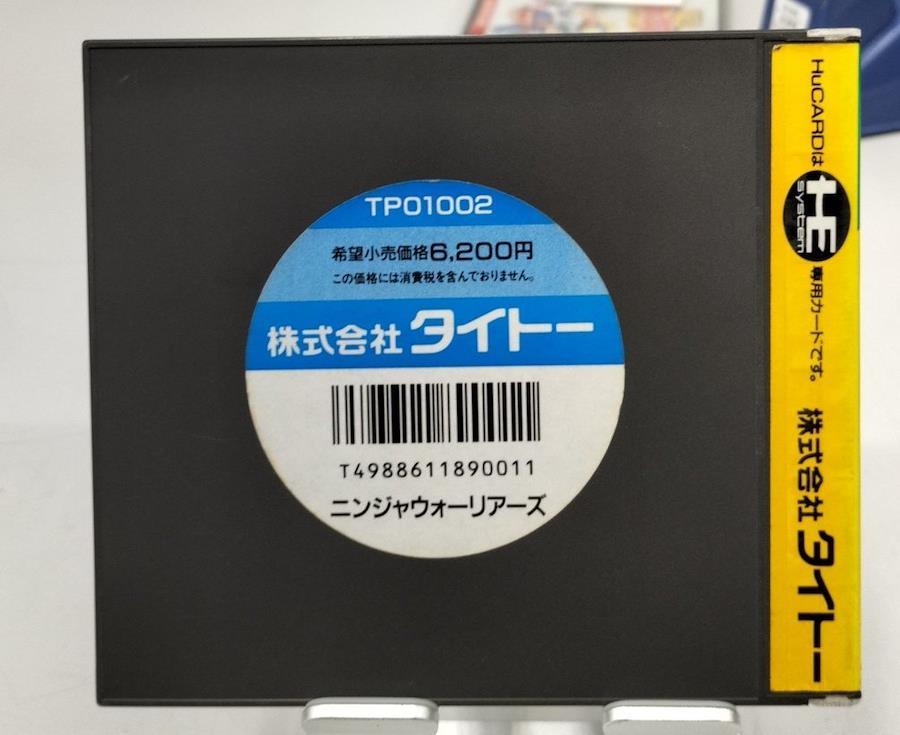 TP01002
希望小売価格6,200円
この価格には消費税を含んでおりません。
株式会社 タイトー
T4988611890011
ニンジャウォーリアーズ
HuCARDは HE system 専用カードです。 株式会社 タイトー